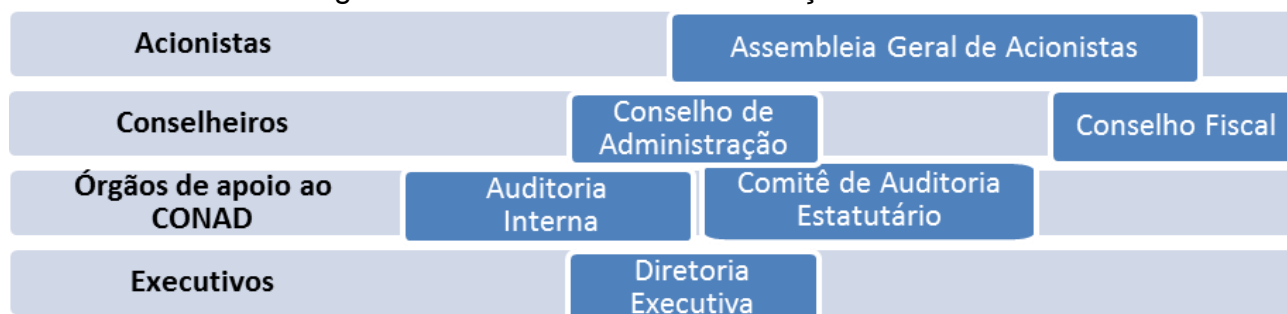 Acionistas
Assembleia Geral de Acionistas
Conselheiros
Conselho de
Administração
Conselho Fiscal
Órgãos de apoio ao
CONAD
Auditoria
Interna
Comitê de Auditoria
Estatutário
Executivos
Diretoria
Executiva